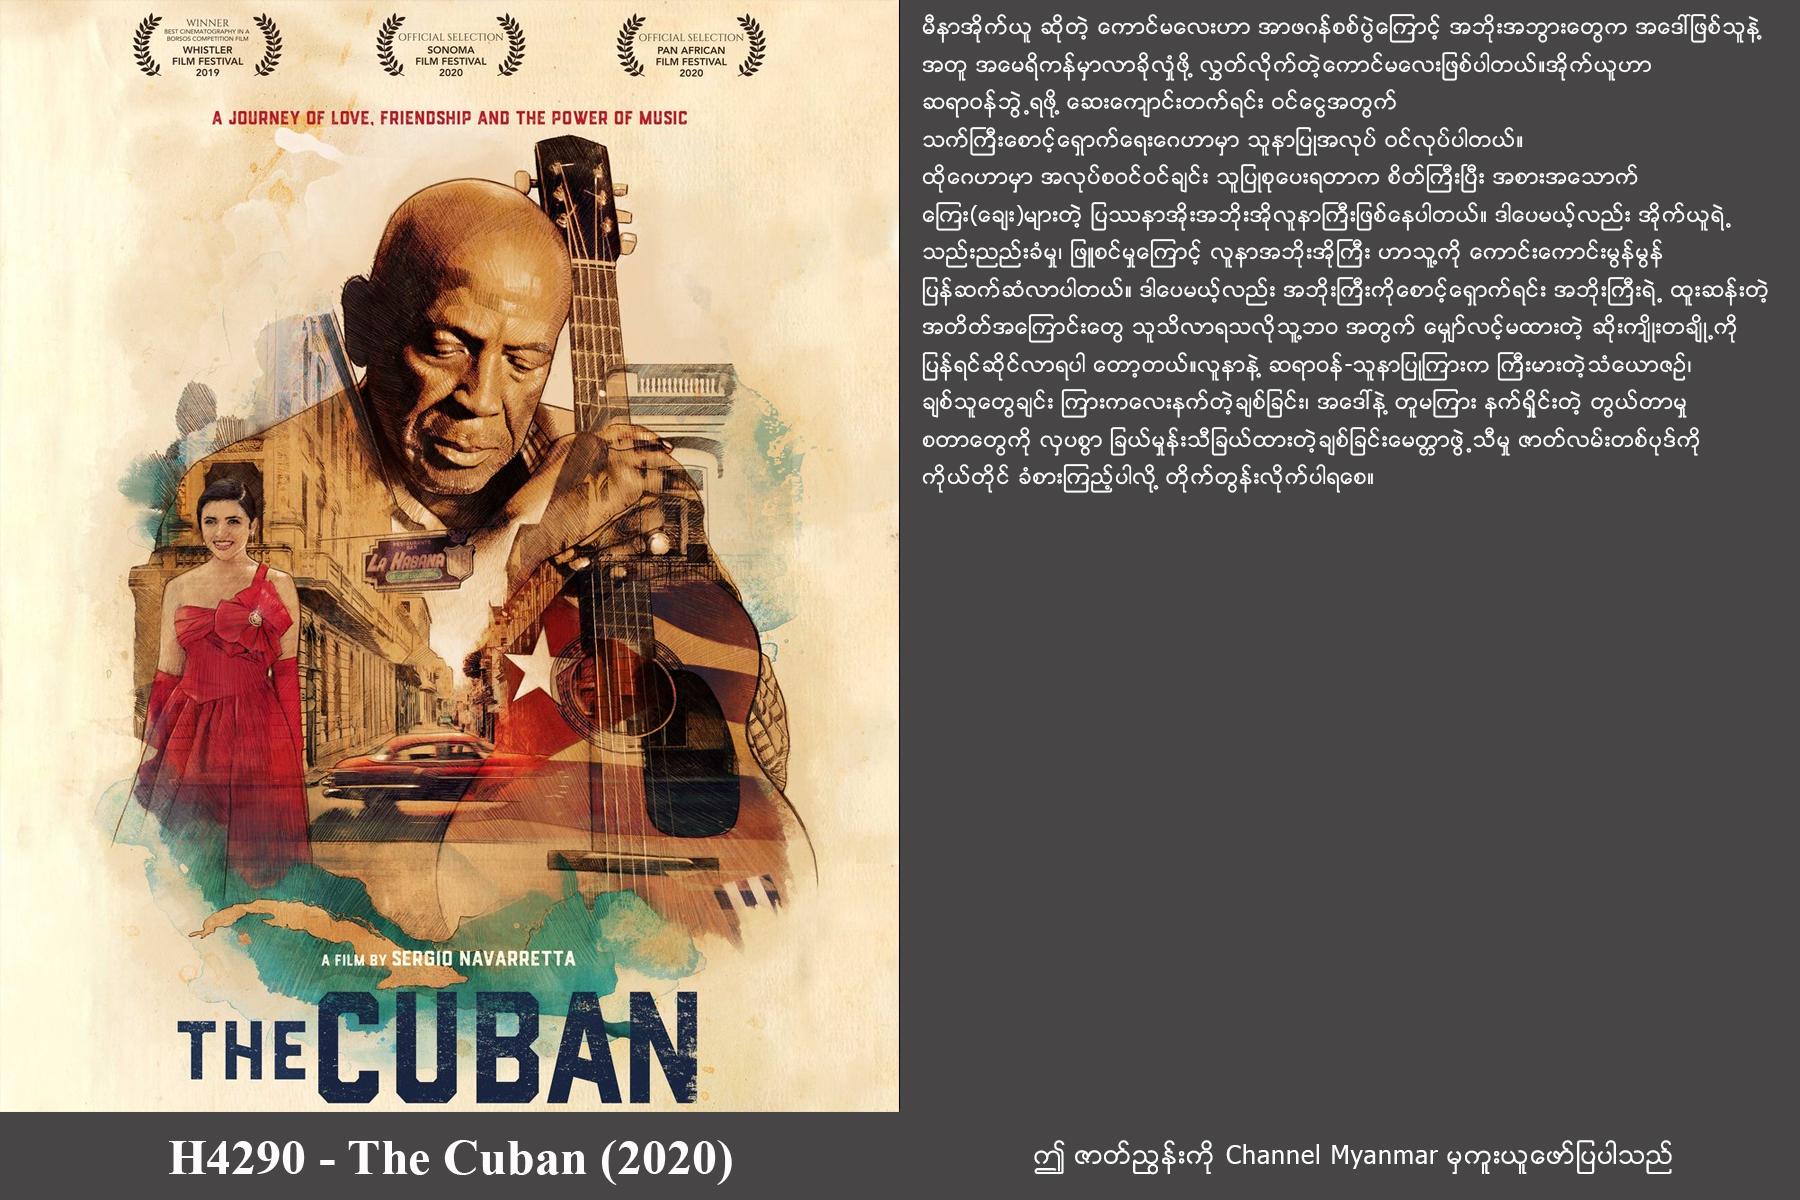 WINNER
BEST CINEMATOGRAPHY IN A
BORSOS COMPETITION FILM
WHISTLER
FILM FESTIVAL
2019
OFFICIAL SELECTION
SONOMA
FILM FESTIVAL
2020
OFFICIAL SELECTION
PAN AFRICAN
FILM FESTIVAL
2020
A JOURNEY OF LOVE, FRIENDSHIP AND THE POWER OF MUSIC
RESTAURANTE
BAR
LA HABANA
A FILM BY SERGIO NAVARRETTA
THE CUBAN
H4290 - The Cuban (2020)
မီနာအိုက်ယူ ဆိုတဲ့ ကောင်မလေးဟာ အာဖဂန်စစ်ပွဲကြောင့် အဘိုးအဘွားတွေက အဒေါ်ဖြစ်သူနဲ့
အတူ အမေရိကန်မှာလာခိုလှုံဖို့ လွှတ်လိုက်တဲ့ကောင်မလေးဖြစ်ပါတယ်။အိုက်ယူဟာ
ဆရာဝန်ဘွဲ့ရဖို့ ဆေးကျောင်းတက်ရင်း ဝင်ငွေအတွက်
သက်ကြီးစောင့်ရှောက်ရေးဂေဟာမှာ သူနာပြုအလုပ် ဝင်လုပ်ပါတယ်။
ထိုဂေဟာမှာ အလုပ်စဝင်ဝင်ချင်း သူပြုစုပေးရတာက စိတ်ကြီးပြီး အစားအသောက်
ကြေး(ချေး)များတဲ့ ပြဿနာအိုးအဘိုးအိုလူနာကြီးဖြစ်နေပါတယ်။ ဒါပေမယ့်လည်း အိုက်ယူရဲ့
သည်းညည်းခံမှု၊ ဖြူစင်မှုကြောင့် လူနာအဘိုးအိုကြီး ဟာသူ့ကို ကောင်းကောင်းမွန်မွန်
ပြန်ဆက်ဆံလာပါတယ်။ ဒါပေမယ့်လည်း အဘိုးကြီးကိုစောင့်ရှောက်ရင်း အဘိုးကြီးရဲ့ ထူးဆန်းတဲ့
အတိတ်အကြောင်းတွေ သူသိလာရသလိုသူ့ဘဝ အတွက် မျှော်လင့်မထားတဲ့ ဆိုးကျိုးတချို့ကို
ပြန်ရင်ဆိုင်လာရပါ တော့တယ်။လူနာနဲ့ ဆရာဝန်-သူနာပြုကြားက ကြီးမားတဲ့သံယောဇဉ်၊
ချစ်သူတွေချင်း ကြားကလေးနက်တဲ့ချစ်ခြင်း၊ အဒေါ်နဲ့ တူမကြား နက်ရှိုင်းတဲ့ တွယ်တာမှု
စတာတွေကို လှပစွာ ခြယ်မှုန်းသီခြယ်ထားတဲ့ချစ်ခြင်းမေတ္တာဖွဲ့သီမှု ဇာတ်လမ်းတစ်ပုဒ်ကို
ကိုယ်တိုင် ခံစားကြည့်ပါလို့ တိုက်တွန်းလိုက်ပါရစေ။
ဤ ဇာတ်ညွှန်းကို Channel Myanmar မှကူးယူဖော်ပြပါသည်